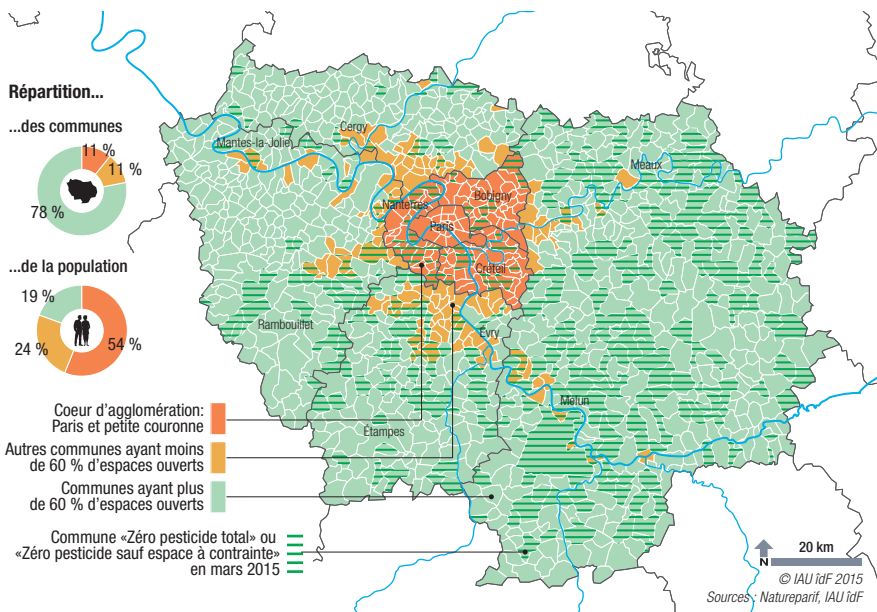 Répartition...
...des communes
11 %
11 %
78 %
...de la population
19 %
24 %
54 %
Mantes-la-Jolie
Cergy
Meaux
Nanterres
Bobigny
Paris
Créteil
Rambouillet
Évry
Étampes
Melun
Coeur d'agglomération:
Paris et petite couronne
Autres communes ayant moins
de 60 % d'espaces ouverts
Communes ayant plus
de 60 % d'espaces ouverts
Commune «Zéro pesticide total» ou
«Zéro pesticide sauf espace à contrainte»
en mars 2015
N
20 km
© IAU îdF 2015
Sources : Natureparif, IAU îdF